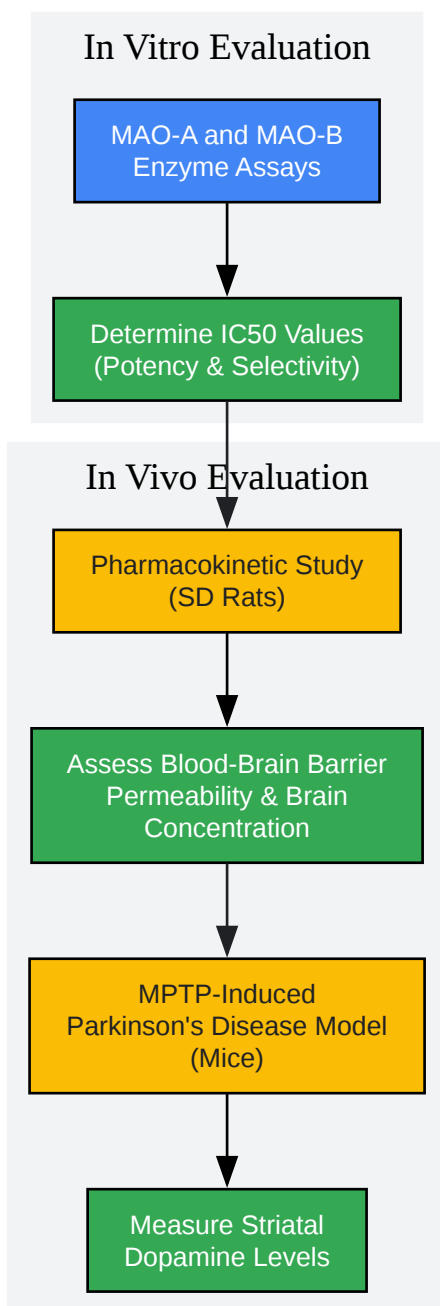 In Vitro Evaluation
MAO-A and MAO-B
Enzyme Assays
Determine IC50 Values
(Potency & Selectivity)
In Vivo Evaluation
Pharmacokinetic Study
(SD Rats)
Assess Blood-Brain Barrier
Permeability & Brain
Concentration
MPTP-Induced
Parkinson's Disease Model
(Mice)
Measure Striatal
Dopamine Levels